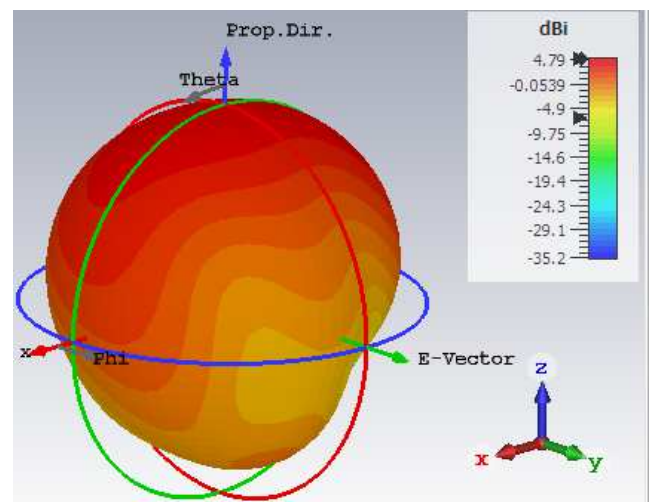 Prop.Dir.
Theta
x
Phi
E-Vector
dBi
4.79
-0.0539
-4.9
-9.75
-14.6
-19.4
-24.3
-29.1
-35.2
z
x
y